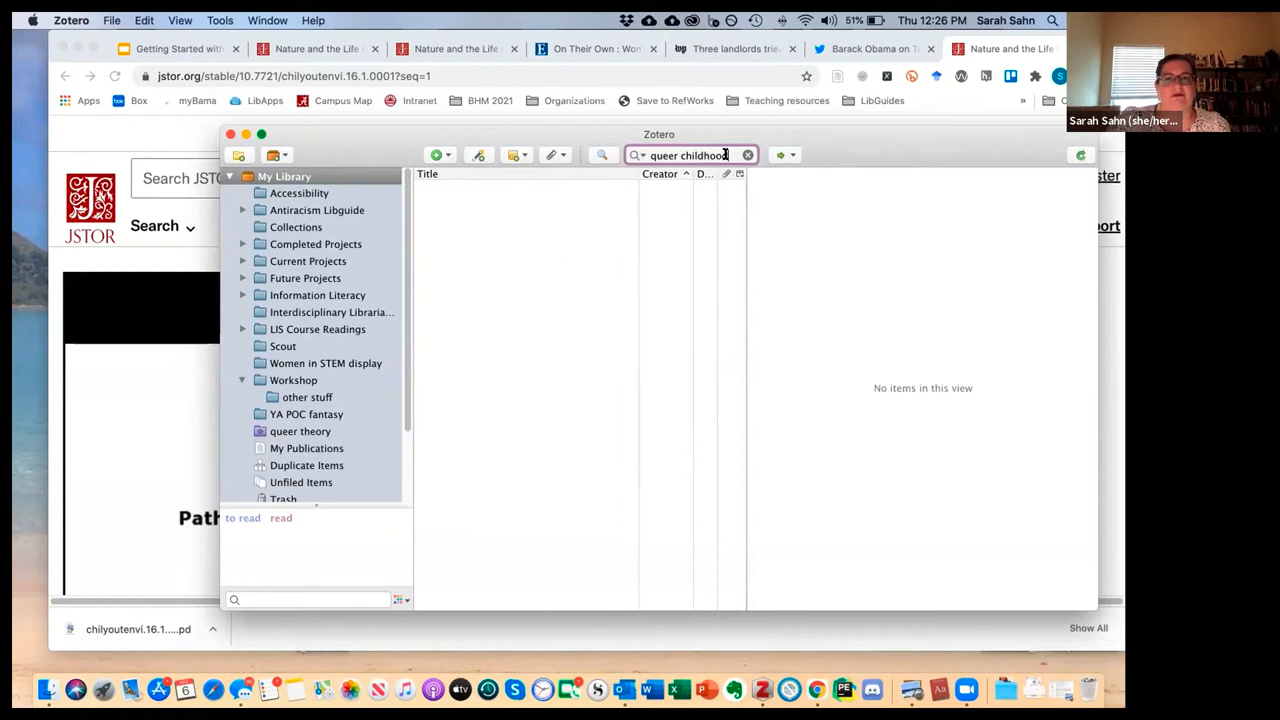 Zotero File Edit View Tools Window Help 51% Thu 12:26 PM Sarah Sahn
Getting Started with Nature and the Life Nature and the Life On Their Own : Wom Three landlords trie Barack Obama on T Nature and the Life
jstor.org/stable/10.7721/chilyoutenvi.16.1.0001?seq=1
Apps Box myBama LibApps Campus Map Intranet BHM 2021 Organizations Save to RefWorks Teaching resources LibGuides »
Sarah Sahn (she/her...
Zotero
queer childhood
My Library
Title Creator D...
Accessibility
Antiracism Libguide
Collections
Completed Projects
Current Projects
Future Projects
Information Literacy
Interdisciplinary Libraria...
LIS Course Readings
Scout
Women in STEM display
Workshop
other stuff
YA POC fantasy
queer theory
My Publications
Duplicate Items
Unfiled Items
Trash
to read read
No items in this view
Search JSTO
JSTOR
Search
ster
port
Path
chilyoutenvi.16.1.....pd
Show All